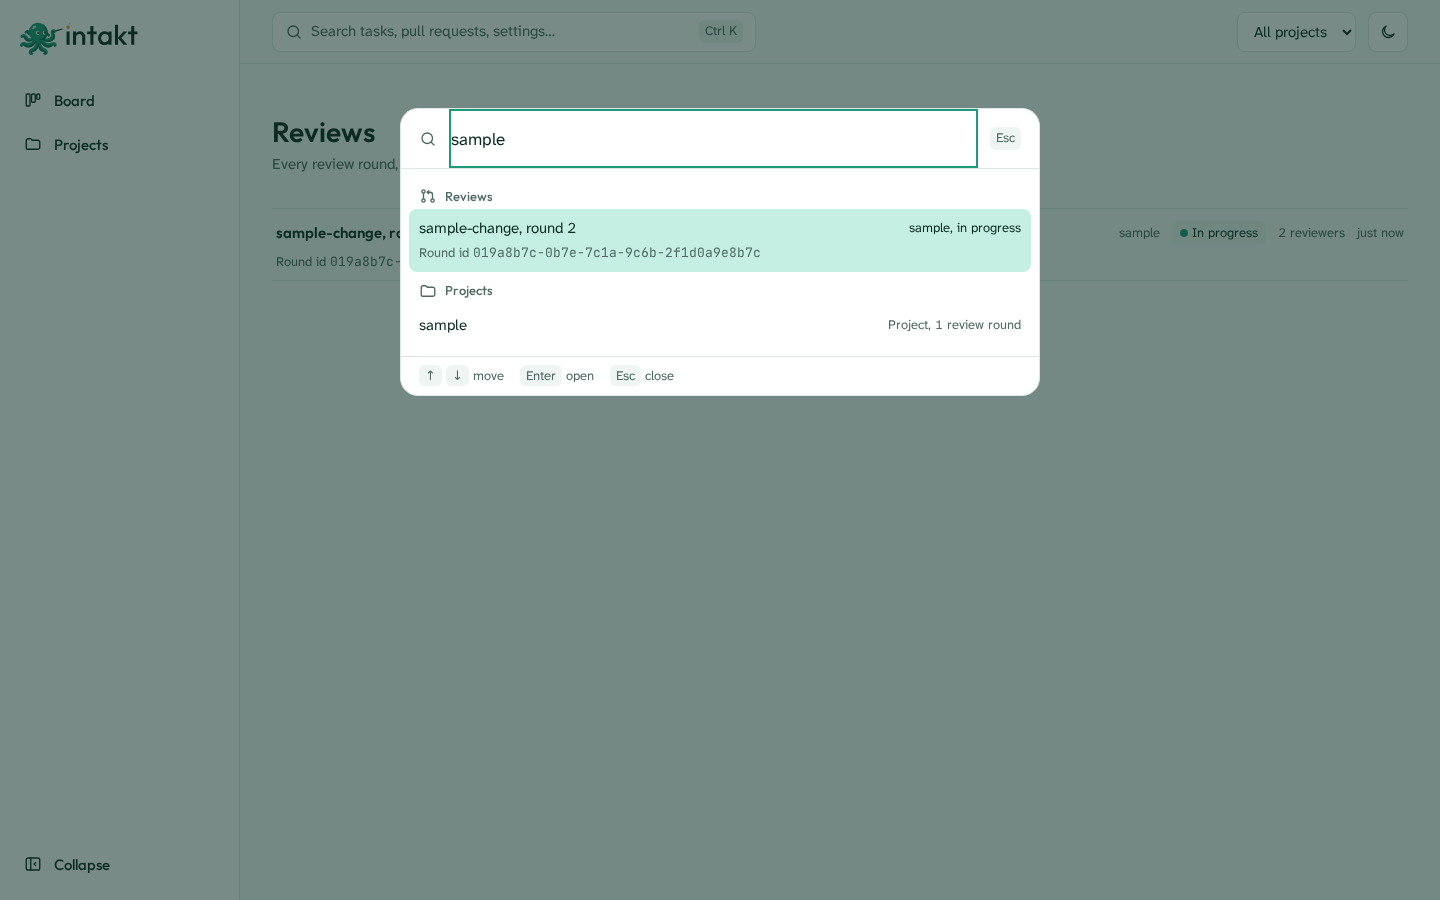 intakt
Search tasks, pull requests, settings...
Ctrl K
All projects
Board
Projects
Collapse
Reviews
Every review round,
sample-change, ro
Round id 019a8b7c-
sample
In progress
2 reviewers
just now
sample
Esc
Reviews
sample-change, round 2
sample, in progress
Round id 019a8b7c-0b7e-7c1a-9c6b-2f1d0a9e8b7c
Projects
sample
Project, 1 review round
↑ ↓ move Enter open Esc close